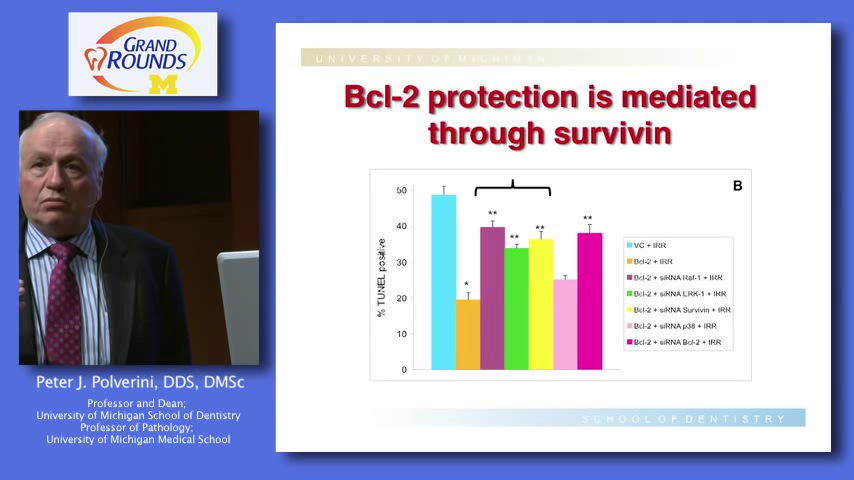 GRAND
ROUNDS
M
Peter J. Polverini, DDS, DMSc
Professor and Dean;
University of Michigan School of Dentistry
Professor of Pathology;
University of Michigan Medical School
UNIVERSITY OF MICHIGAN
Bcl-2 protection is mediated
through survivin
B
% TUNEL positive
50
40
30
20
10
0
*
**
**
**
**
VC + IRR
Bcl-2 + IRR
Bcl-2 + siRNA Raf-1 + IRR
Bcl-2 + siRNA ERK-1 + IRR
Bcl-2 + siRNA Survivin + IRR
Bcl-2 + siRNA p38 + IRR
Bcl-2 + siRNA Bcl-2 + IRR
SCHOOL OF DENTISTRY